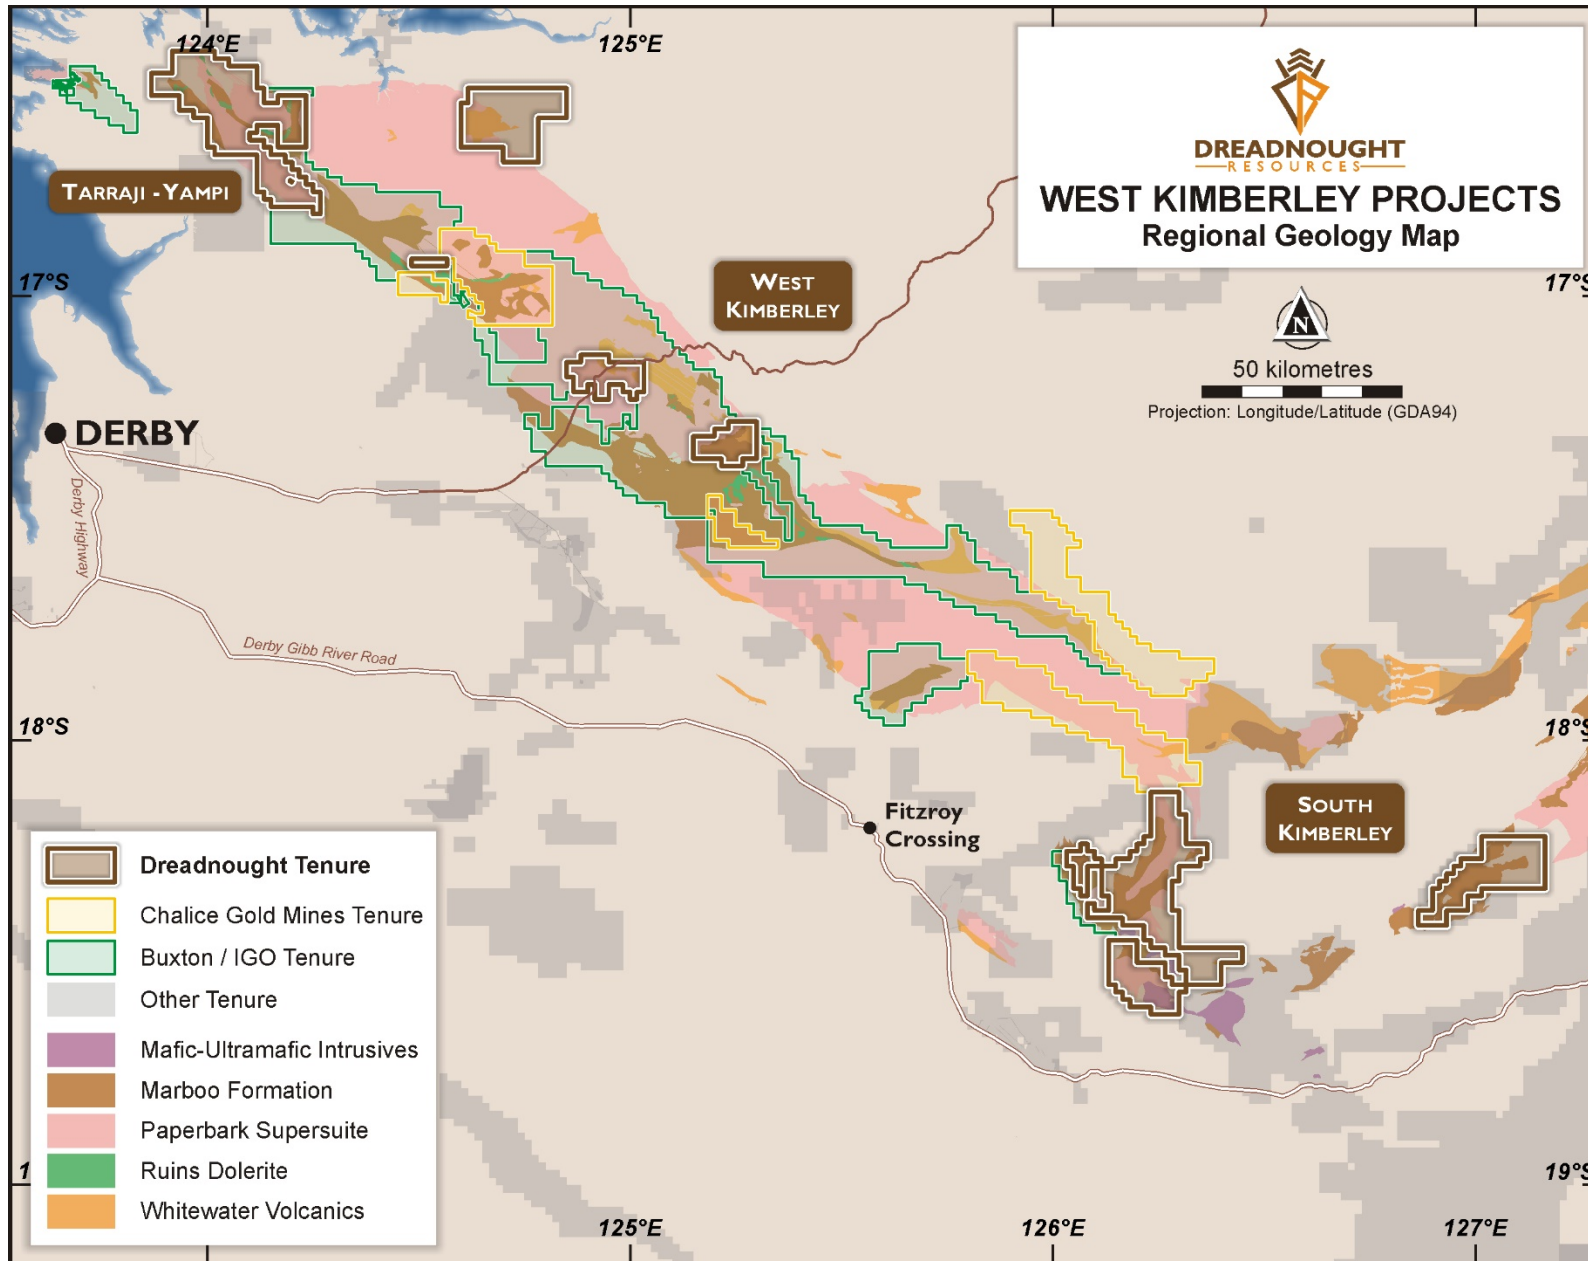 124°E
125°E
DREADNOUGHT
RESOURCES
WEST KIMBERLEY PROJECTS
Regional Geology Map
TARRAJI - YAMPI
17°S
WEST
KIMBERLEY
17°S
N
50 kilometres
Projection: Longitude/Latitude (GDA94)
DERBY
Derby Highway
Derby Gibb River Road
18°S
18°S
Fitzroy
Crossing
SOUTH
KIMBERLEY
Dreadnought Tenure
Chalice Gold Mines Tenure
Buxton / IGO Tenure
Other Tenure
Mafic-Ultramafic Intrusives
Marboo Formation
Paperbark Supersuite
Ruins Dolerite
Whitewater Volcanics
1
19°S
125°E
126°E
127°E